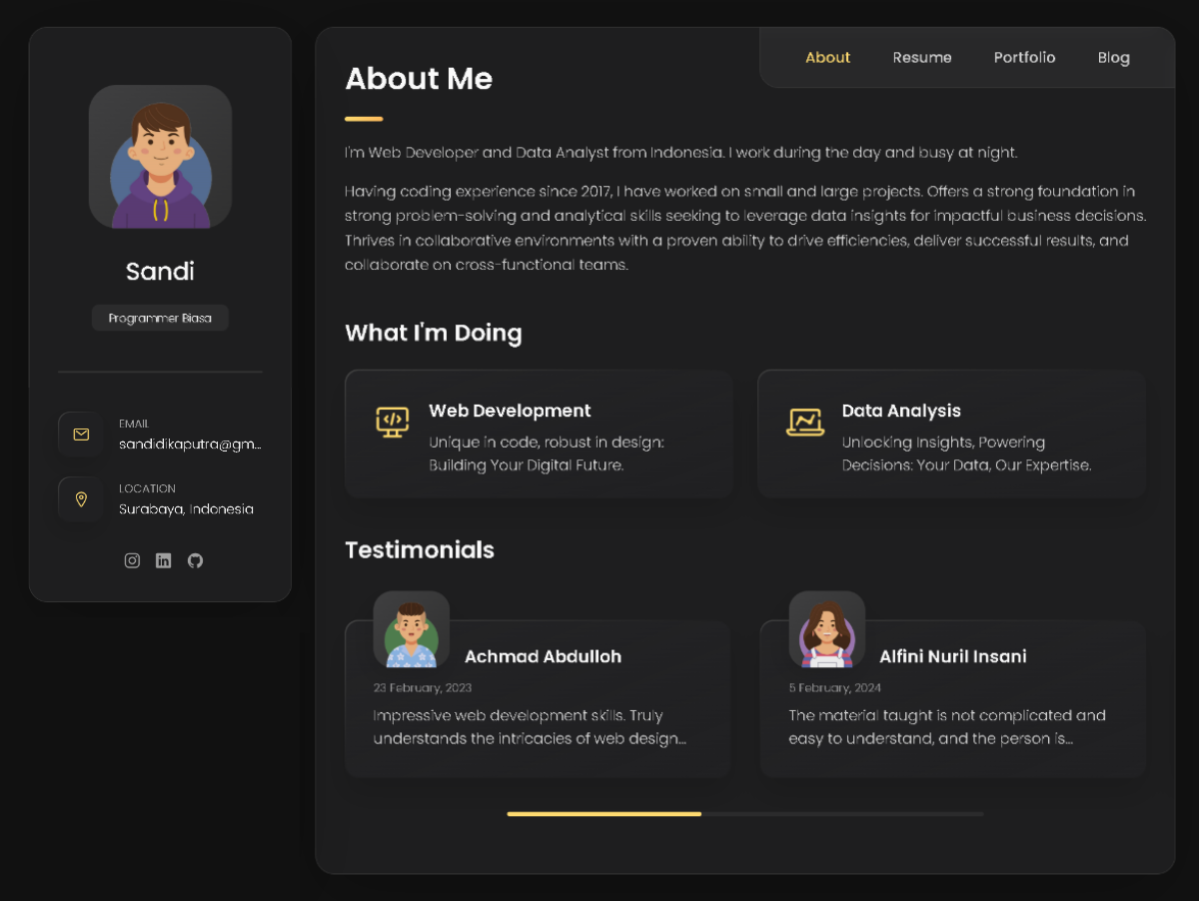 Sandi
Programmer Biasa
EMAIL
sandidikaputra@gm...
LOCATION
Surabaya, Indonesia
About
Resume
Portfolio
Blog
About Me
I'm Web Developer and Data Analyst from Indonesia. I work during the day and busy at night.
Having coding experience since 2017, I have worked on small and large projects. Offers a strong foundation in
strong problem-solving and analytical skills seeking to leverage data insights for impactful business decisions.
Thrives in collaborative environments with a proven ability to drive efficiencies, deliver successful results, and
collaborate on cross-functional teams.
What I'm Doing
Web Development
Unique in code, robust in design:
Building Your Digital Future.
Data Analysis
Unlocking Insights, Powering
Decisions: Your Data, Our Expertise.
Testimonials
Achmad Abdulloh
23 February, 2023
Impressive web development skills. Truly
understands the intricacies of web design...
Alfini Nuril Insani
5 February, 2024
The material taught is not complicated and
easy to understand, and the person is...